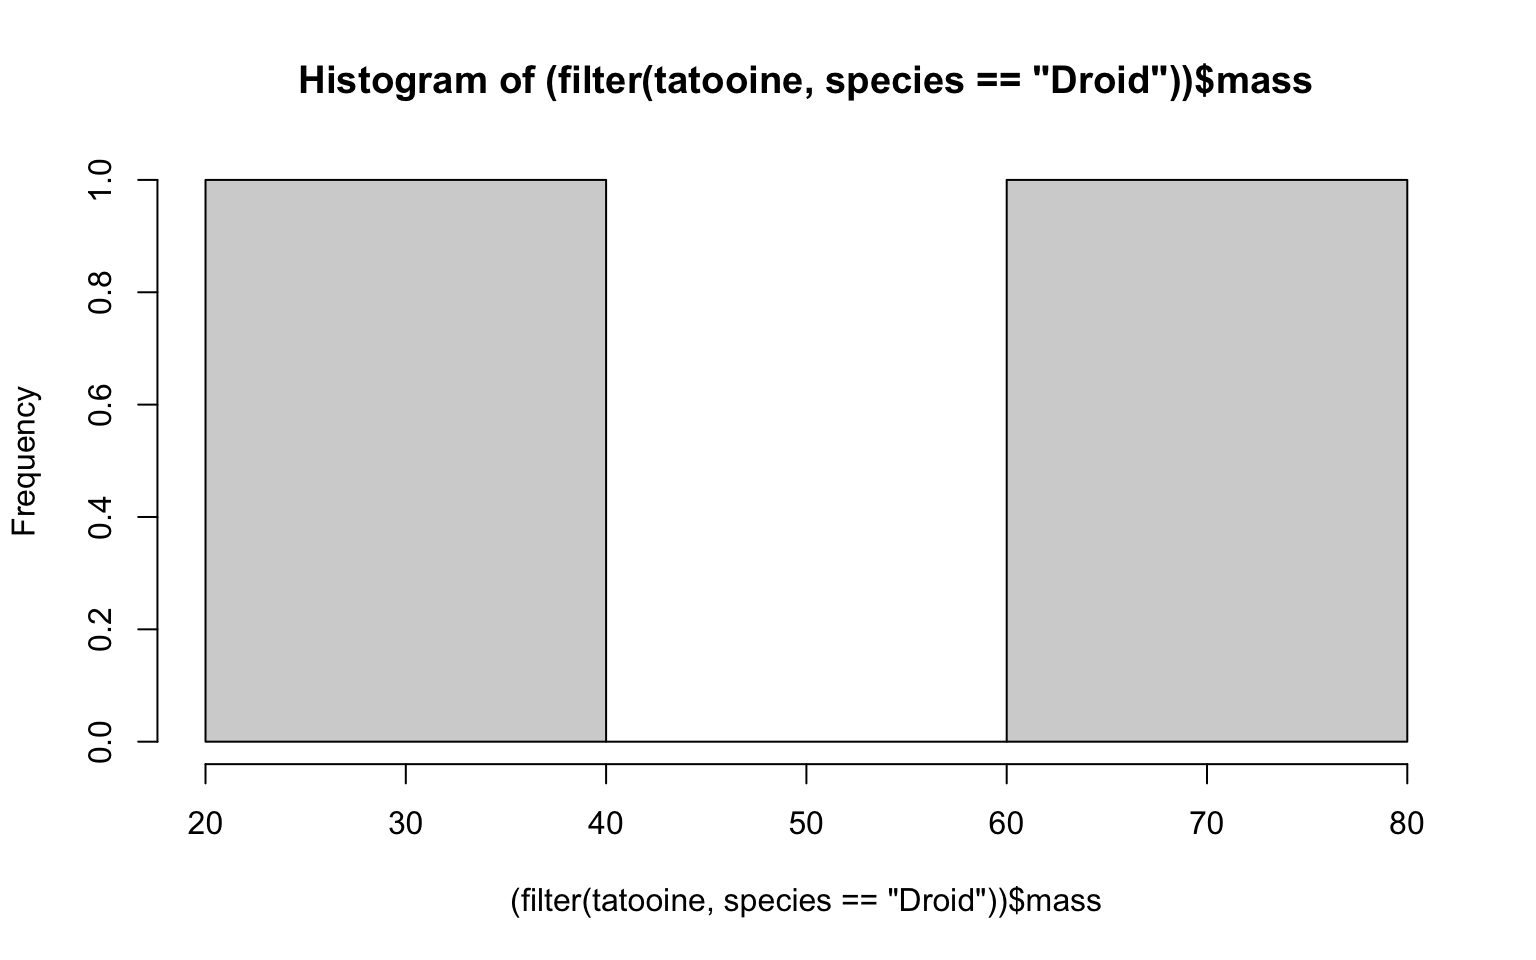 Histogram of (filter(tatooine, species == "Droid"))$mass
Frequency
1.0
0.8
0.6
0.4
0.2
0.0
20 30 40 50 60 70 80
(filter(tatooine, species == "Droid"))$mass